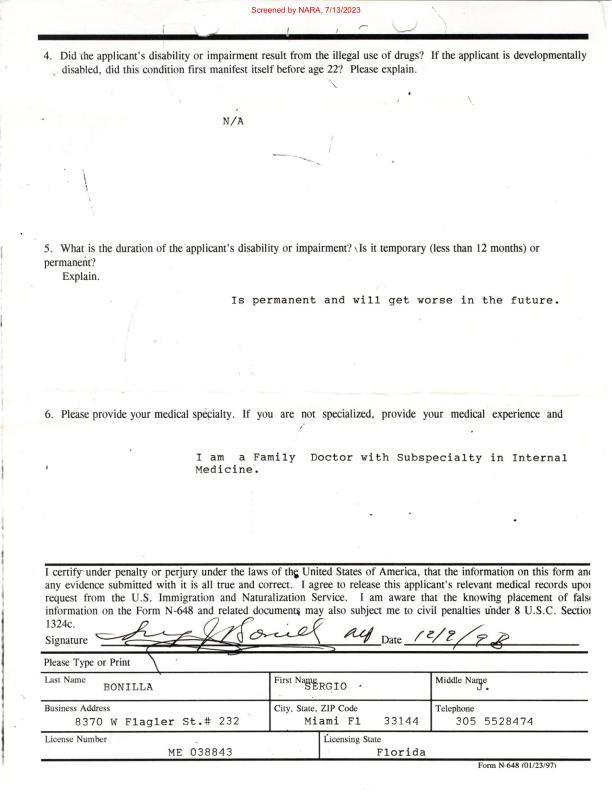 Screened by NARA, 7/13/2023
4. Did the applicant's disability or impairment result from the illegal use of drugs? If the applicant is developmentally
disabled, did this condition first manifest itself before age 22? Please explain.
N/A
5. What is the duration of the applicant's disability or impairment? Is it temporary (less than 12 months) or
permanent?
Explain.
Is permanent and will get worse in the future.
6. Please provide your medical specialty. If you are not specialized, provide your medical experience and
I am a Family Doctor with Subspecialty in Internal
Medicine.
I certify under penalty or perjury under the laws of the United States of America, that the information on this form and
any evidence submitted with it is all true and correct. I agree to release this applicant's relevant medical records upon
request from the U.S. Immigration and Naturalization Service. I am aware that the knowing placement of false
information on the Form N-648 and related documents may also subject me to civil penalties under 8 U.S.C. Section
1324c.
Signature Date 12/2/98
Please Type or Print
Last Name First Name Middle Name
BONILLA SERGIO J.
Business Address City, State, ZIP Code Telephone
8370 W Flagler St.# 232 Miami Fl 33144 305 5528474
License Number Licensing State
ME 038843 Florida
Form N-648 (01/23/97)